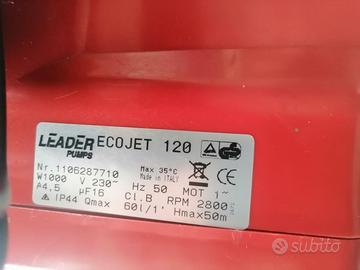 LEADER PUMPS ECOJET 120
Max 35°C
Made in ITALY
Nr. 1106287710
W1000 V 230~ Hz 50 MOT 1~
A4,5 µF16 Cl.B RPM 2800
IP44 Qmax 60l/1' Hmax50m
subito